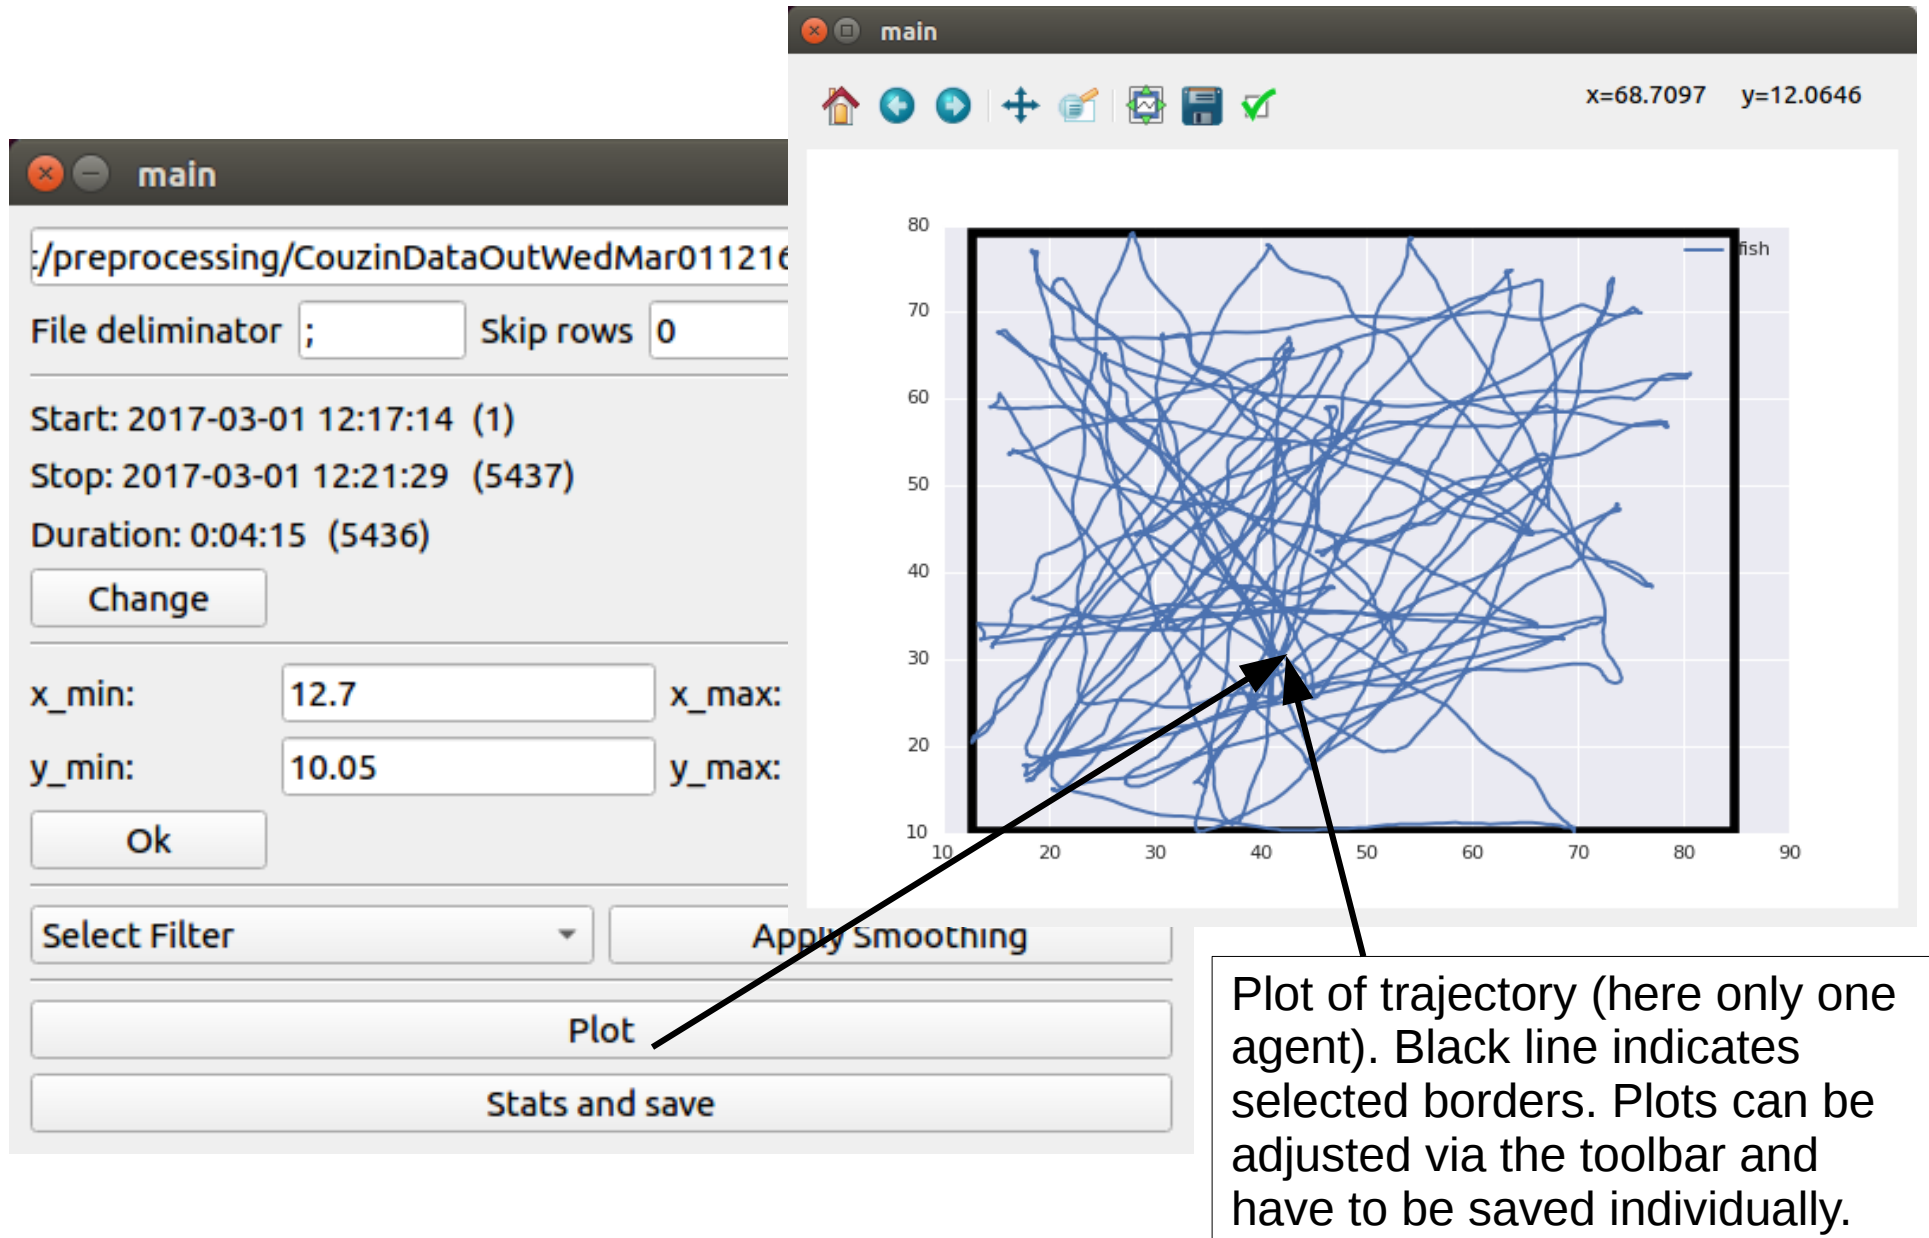 main
x=68.7097 y=12.0646
main
:/preprocessing/CouzinDataOutWedMar011216
File deliminator ; Skip rows 0
Start: 2017-03-01 12:17:14 (1)
Stop: 2017-03-01 12:21:29 (5437)
Duration: 0:04:15 (5436)
Change
x_min: 12.7 x_max:
y_min: 10.05 y_max:
Ok
Select Filter Apply Smoothing
Plot
Stats and save
fish
80
70
60
50
40
30
20
10
10 20 30 40 50 60 70 80 90
Plot of trajectory (here only one
agent). Black line indicates
selected borders. Plots can be
adjusted via the toolbar and
have to be saved individually.